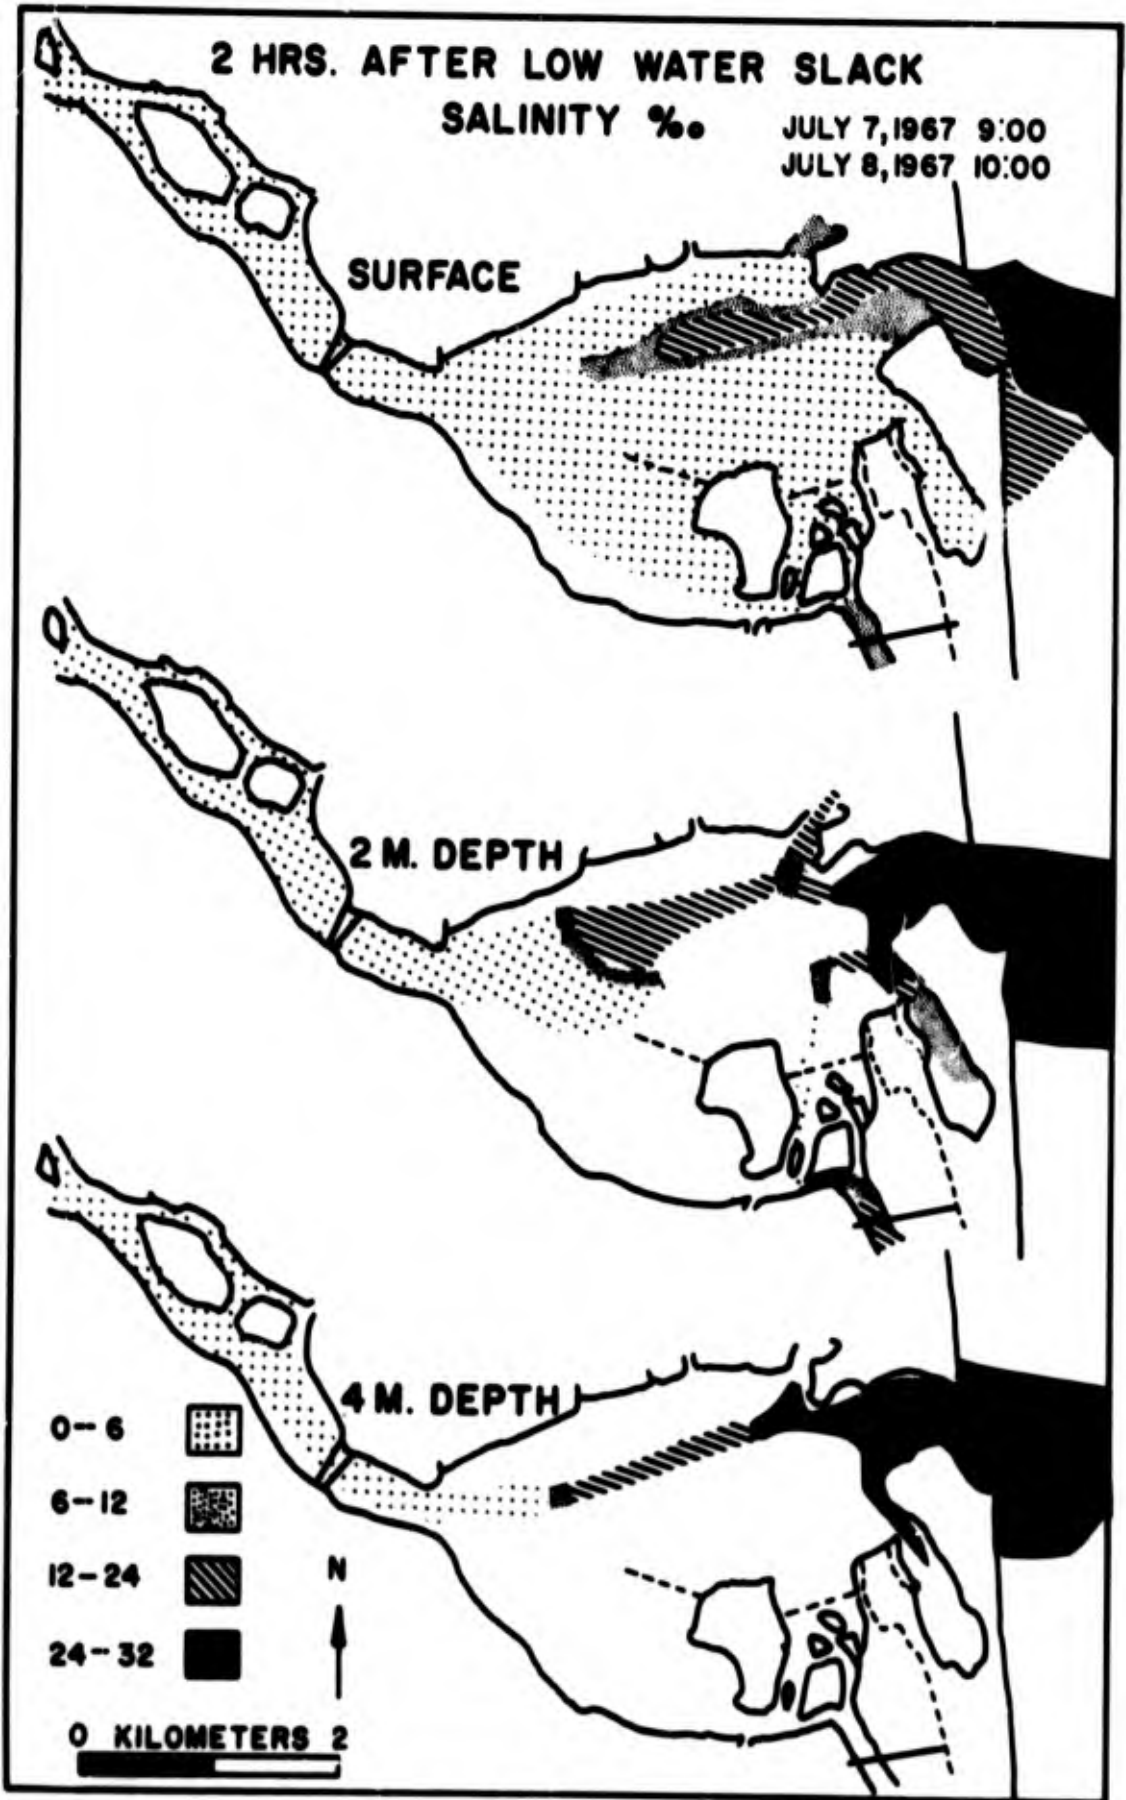 2 HRS. AFTER LOW WATER SLACK
SALINITY ‰
JULY 7, 1967 9:00
JULY 8, 1967 10:00
SURFACE
2 M. DEPTH
4 M. DEPTH
0-- 6
6--12
12-24
24--32
N
0 KILOMETERS 2